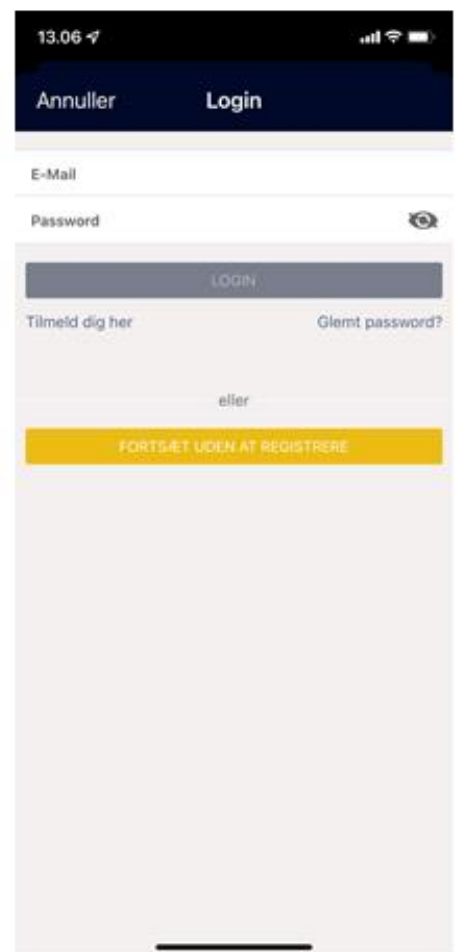 13.06
Annuller Login
E-Mail
Password
LOGIN
Tilmeld dig her Glemt password?
eller
FORTSÆT UDEN AT REGISTRERE